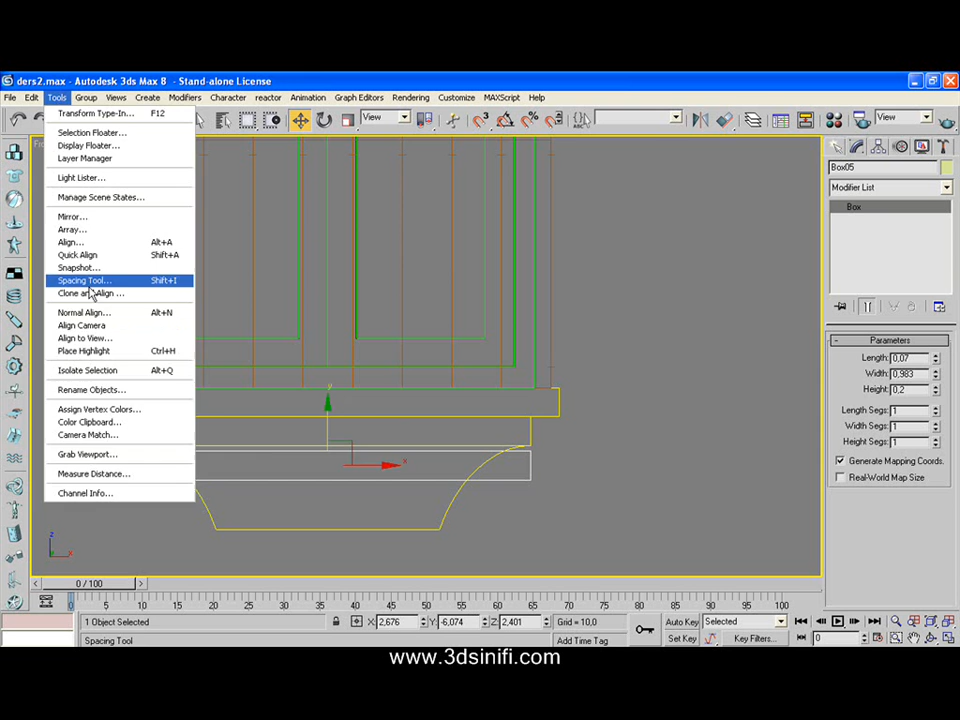 ders2.max - Autodesk 3ds Max 8 - Stand-alone License
File Edit Tools Group Views Create Modifiers Character reactor Animation Graph Editors Rendering Customize MAXScript Help
View
View
Transform Type-In... F12
Selection Floater...
Display Floater...
Layer Manager
Light Lister...
Manage Scene States...
Mirror...
Array...
Align... Alt+A
Quick Align Shift+A
Snapshot...
Spacing Tool... Shift+I
Clone and Align ...
Normal Align... Alt+N
Align Camera
Align to View...
Place Highlight Ctrl+H
Isolate Selection Alt+Q
Rename Objects...
Assign Vertex Colors...
Color Clipboard...
Camera Match...
Grab Viewport...
Measure Distance...
Channel Info...
y
x
z
x
Box05
Modifier List
Box
- Parameters
Length: 0,07
Width: 0,983
Height: 0,2
Length Segs: 1
Width Segs: 1
Height Segs: 1
Generate Mapping Coords.
Real-World Map Size
< 0 / 100 >
0 5 10 15 20 25 30 35 40 45 50 55 60 65 70 75 80 85 90 95 100
1 Object Selected X: 2,676 Y: -6,074 Z: 2,401 Grid = 10,0 Auto Key Selected
Spacing Tool Add Time Tag Set Key Key Filters... 0
www.3dsinifi.com